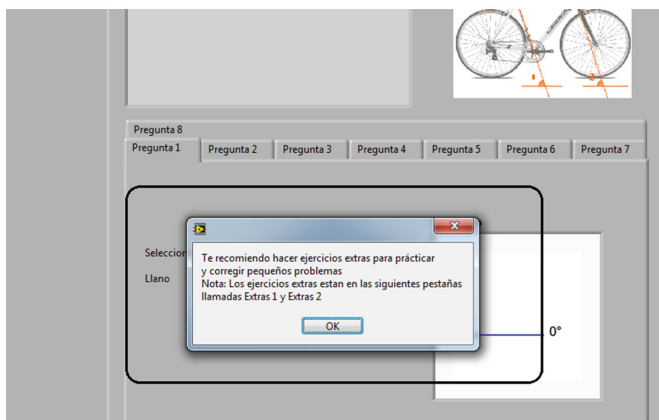 Pregunta 8
Pregunta 1 Pregunta 2 Pregunta 3 Pregunta 4 Pregunta 5 Pregunta 6 Pregunta 7
Te recomiendo hacer ejercicios extras para prácticar
y corregir pequeños problemas
Nota: Los ejercicios extras estan en las siguientes pestañas
llamadas Extras 1 y Extras 2
OK
Llano
0°